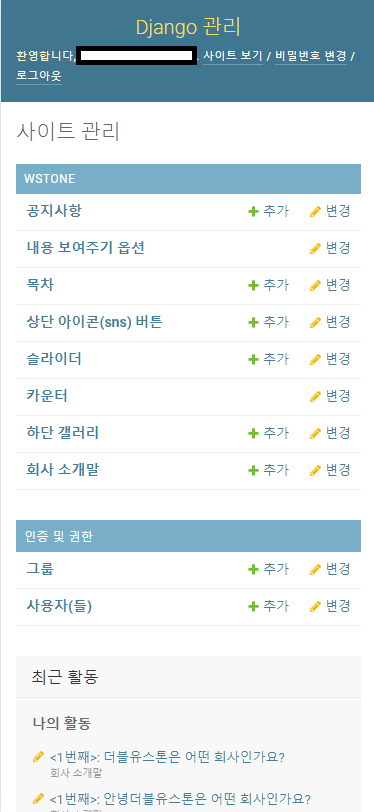 Django 관리
환영합니다, 사이트 보기 / 비밀번호 변경 /
로그아웃
사이트 관리
WSTONE
공지사항 추가 변경
내용 보여주기 옵션 변경
목차 추가 변경
상단 아이콘(sns) 버튼 추가 변경
슬라이더 추가 변경
카운터 변경
하단 갤러리 추가 변경
회사 소개말 추가 변경
인증 및 권한
그룹 추가 변경
사용자(들) 추가 변경
최근 활동
나의 활동
<1번째>: 더블유스톤은 어떤 회사인가요?
회사 소개말
<1번째>: 안녕더블유스톤은 어떤 회사인가요?